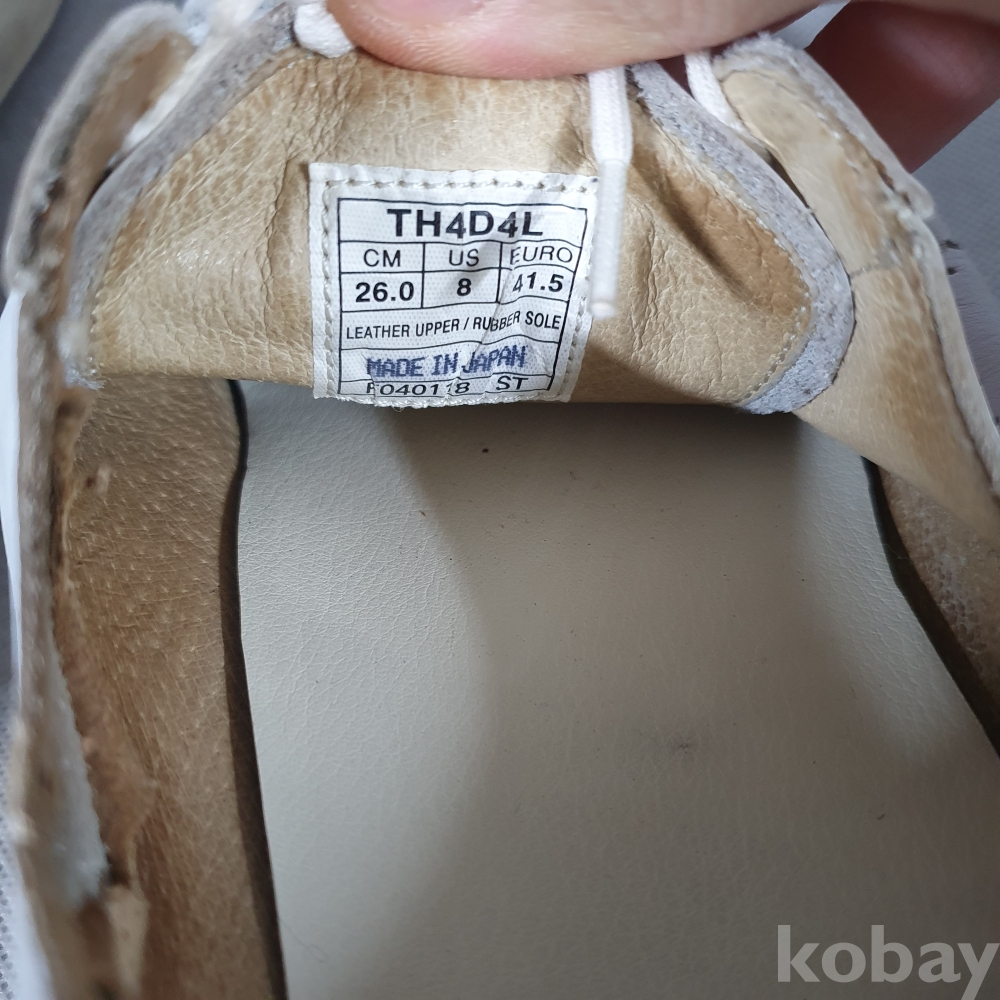 TH4D4L
CM US EURO
26.0 8 41.5
LEATHER UPPER / RUBBER SOLE
MADE IN JAPAN
F040118 ST
kobay